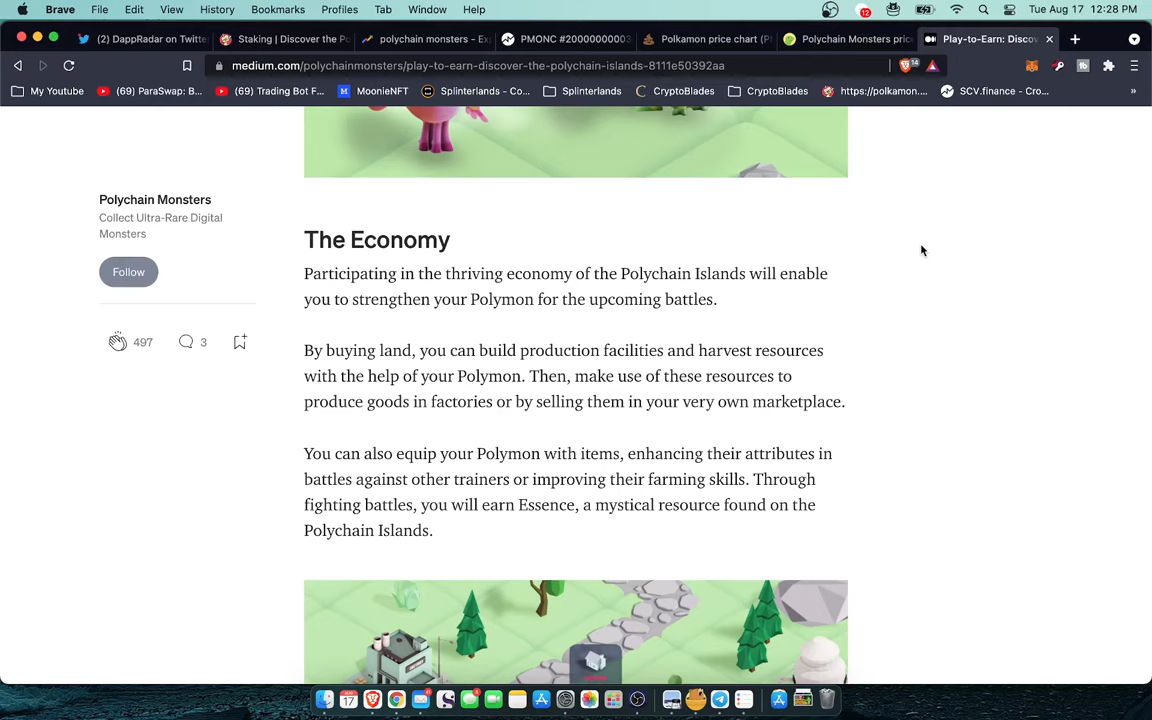 Brave File Edit View History Bookmarks Profiles Tab Window Help 12 Tue Aug 17 12:28 PM
(2) DappRadar on Twitte Staking | Discover the Po polychain monsters - Ex PMONC #20000000003 Polkamon price chart (P Polychain Monsters pric Play-to-Earn: Discov
medium.com/polychainmonsters/play-to-earn-discover-the-polychain-islands-8111e50392aa 14
My Youtube (69) ParaSwap: B... (69) Trading Bot F... MoonieNFT Splinterlands - Co... Splinterlands CryptoBlades CryptoBlades https://polkamon.... SCV.finance - Cro...
Polychain Monsters
Collect Ultra-Rare Digital
Monsters
Follow
497 3
The Economy
Participating in the thriving economy of the Polychain Islands will enable
you to strengthen your Polymon for the upcoming battles.
By buying land, you can build production facilities and harvest resources
with the help of your Polymon. Then, make use of these resources to
produce goods in factories or by selling them in your very own marketplace.
You can also equip your Polymon with items, enhancing their attributes in
battles against other trainers or improving their farming skills. Through
fighting battles, you will earn Essence, a mystical resource found on the
Polychain Islands.
17